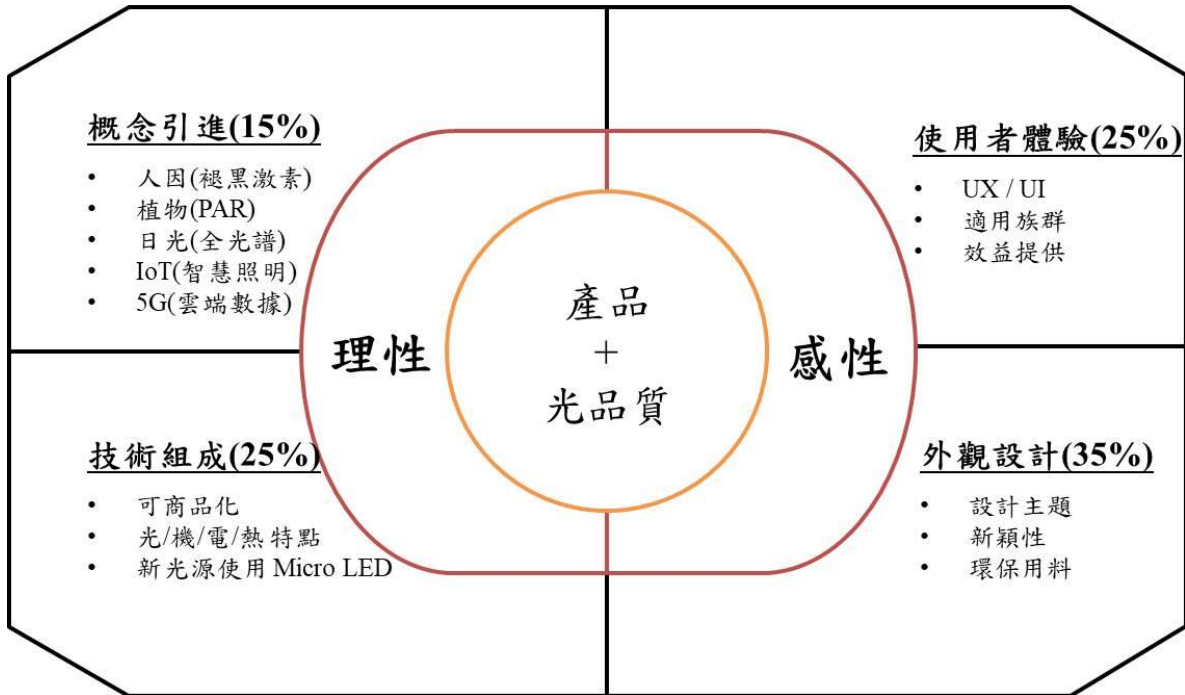 概念引進(15%)
• 人因(褪黑激素)
• 植物(PAR)
• 日光(全光譜)
• IoT(智慧照明)
• 5G(雲端數據)
使用者體驗(25%)
• UX / UI
• 適用族群
• 效益提供
理性
產品
+
光品質
感性
技術組成(25%)
• 可商品化
• 光/機/電/熱 特點
• 新光源使用 Micro LED
外觀設計(35%)
• 設計主題
• 新穎性
• 環保用料